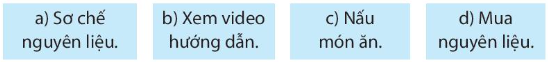 a) Sơ chế
nguyên liệu.
b) Xem video
hướng dẫn.
c) Nấu
món ăn.
d) Mua
nguyên liệu.